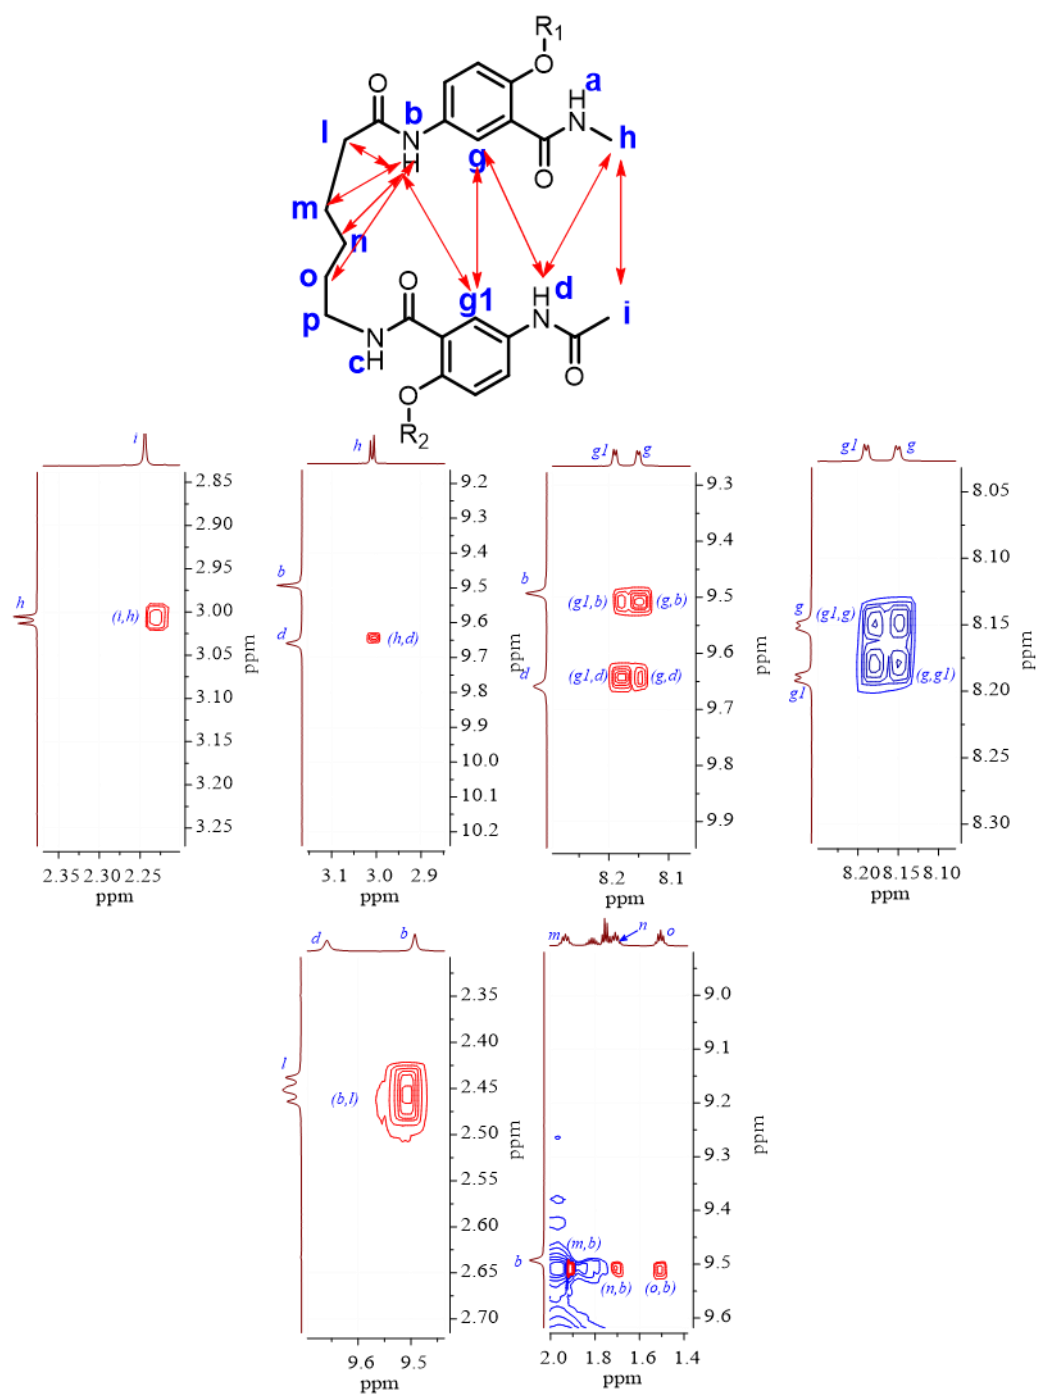 R1
O
a
H
N
h
O
O
b
N
H
l
g
m
n
o
p
O
g1
H
d
N
i
N
H
c
O
O
R2
i
h
(i,h)
2.85
2.90
2.95
3.00
3.05
3.10
3.15
3.20
3.25
ppm
2.35 2.30 2.25
ppm
h
b
d
(h,d)
9.2
9.3
9.4
9.5
9.6
9.7
9.8
9.9
10.0
10.1
10.2
ppm
3.1 3.0 2.9
ppm
g1 g
b
d
(g1,b) (g,b)
(g1,d) (g,d)
9.3
9.4
9.5
9.6
9.7
9.8
9.9
ppm
8.2 8.1
ppm
g1 g
g
g1
(g1,g)
(g,g1)
8.05
8.10
8.15
8.20
8.25
8.30
ppm
8.20 8.15 8.10
ppm
d b
l
(b,l)
2.35
2.40
2.45
2.50
2.55
2.60
2.65
2.70
ppm
9.6 9.5
ppm
m n o
b
(m,b)
(n,b) (o,b)
9.0
9.1
9.2
9.3
9.4
9.5
9.6
ppm
2.0 1.8 1.6 1.4
ppm